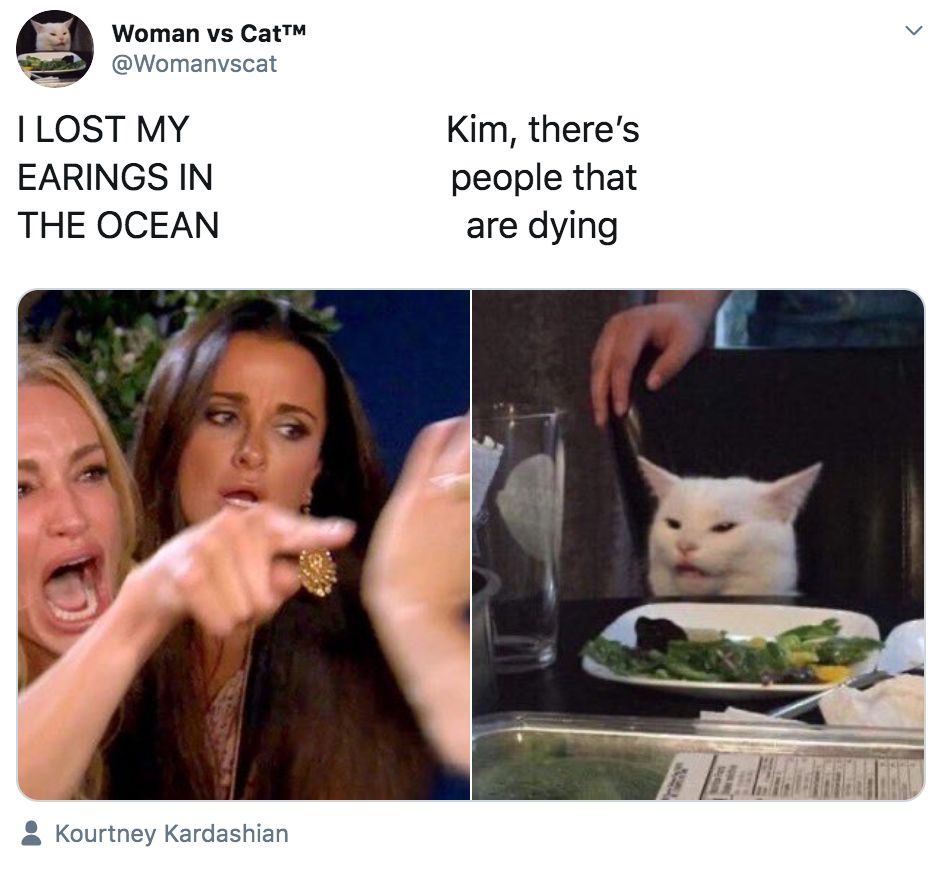 Woman vs Cat™
@Womanvscat
I LOST MY
EARINGS IN
THE OCEAN
Kim, there's
people that
are dying
Kourtney Kardashian